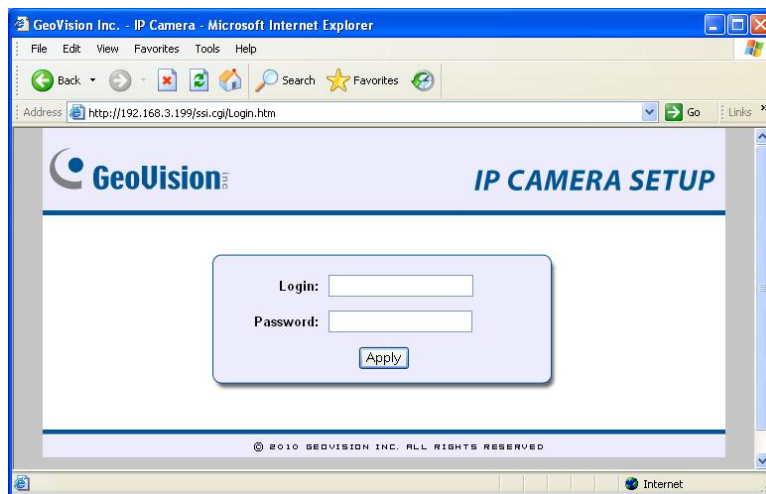 GeoVision Inc. - IP Camera - Microsoft Internet Explorer
File Edit View Favorites Tools Help
Back Search Favorites
Address http://192.168.3.199/ssi.cgi/Login.htm Go Links »
GeoVision Inc IP CAMERA SETUP
Login:
Password:
Apply
© 2010 GEOVISION INC. ALL RIGHTS RESERVED
Internet